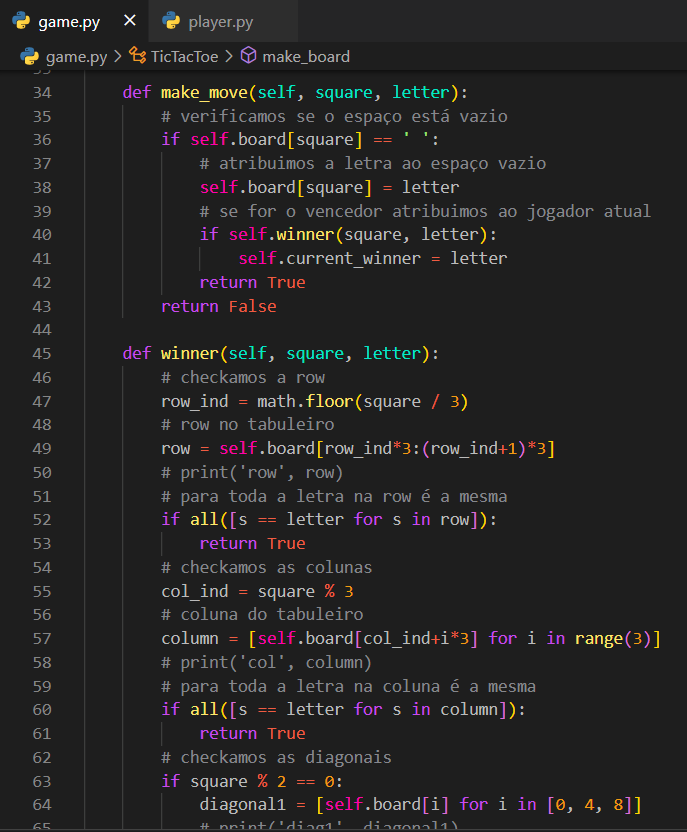 game.py × player.py
game.py > TicTacToe > make_board
34 def make_move(self, square, letter):
35 # verificamos se o espaço está vazio
36 if self.board[square] == ' ':
37 # atribuimos a letra ao espaço vazio
38 self.board[square] = letter
39 # se for o vencedor atribuimos ao jogador atual
40 if self.winner(square, letter):
41 self.current_winner = letter
42 return True
43 return False
44
45 def winner(self, square, letter):
46 # checkamos a row
47 row_ind = math.floor(square / 3)
48 # row no tabuleiro
49 row = self.board[row_ind*3:(row_ind+1)*3]
50 # print('row', row)
51 # para toda a letra na row é a mesma
52 if all([s == letter for s in row]):
53 return True
54 # checkamos as colunas
55 col_ind = square % 3
56 # coluna do tabuleiro
57 column = [self.board[col_ind+i*3] for i in range(3)]
58 # print('col', column)
59 # para toda a letra na coluna é a mesma
60 if all([s == letter for s in column]):
61 return True
62 # checkamos as diagonais
63 if square % 2 == 0:
64 diagonal1 = [self.board[i] for i in [0, 4, 8]]
65 # print('diag1', diagonal1)